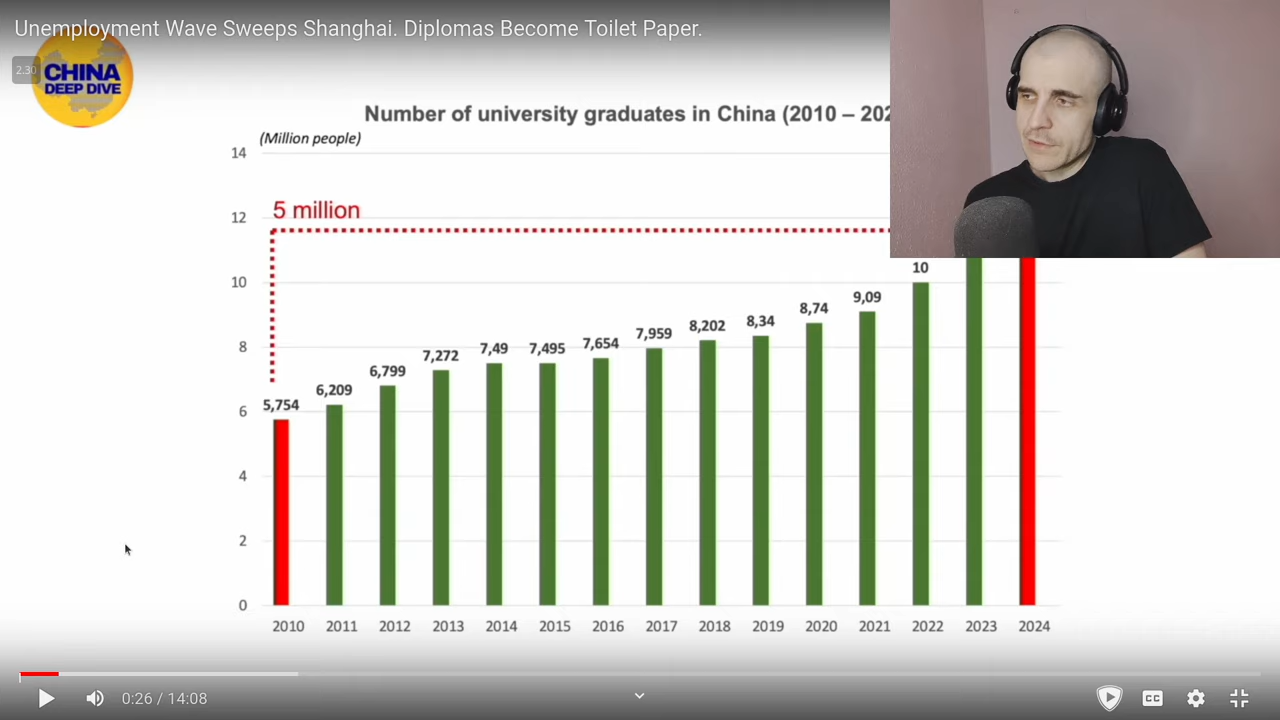 Unemployment Wave Sweeps Shanghai. Diplomas Become Toilet Paper.
2.30
CHINA
DEEP DIVE
Number of university graduates in China (2010 – 202
(Million people)
14
5 million
12
10
10
9,09
8,74
8,34
8,202
7,959
7,654
7,495
7,49
7,272
8
6,799
6,209
5,754
6
4
2
0
2010 2011 2012 2013 2014 2015 2016 2017 2018 2019 2020 2021 2022 2023 2024
0:26 / 14:08
CC